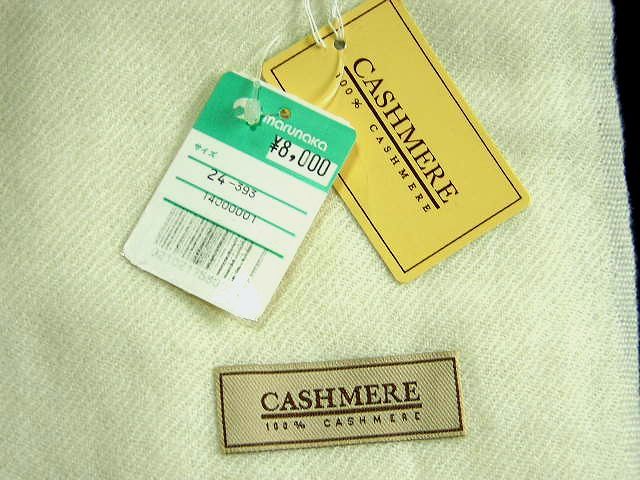 marunaka
¥8,000
サイズ
24-393
14000001
CASHMERE
100% CASHMERE
CASHMERE
100% CASHMERE